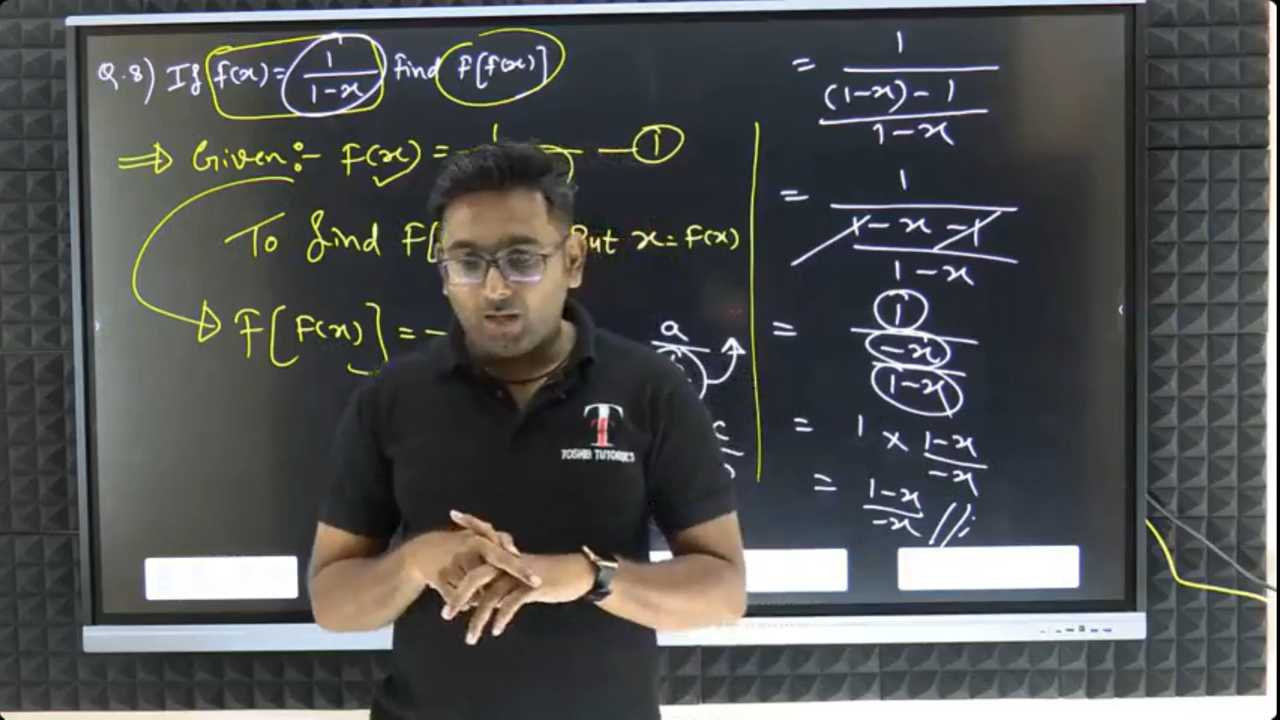 Q.8) If f(x) = 1/(1-x) find f[f(x)]
⇒ Given:- f(x) = 1 — ①
To find f[ Put x = f(x)
f[f(x)] = -
a
c
= 1/(((1-x)-1)/(1-x))
= 1/((1-x-1)/(1-x))
= 1/((-x)/(1-x))
= 1 × (1-x)/(-x)
= (1-x)/(-x) //
T
TOSHIB TUTORIALS